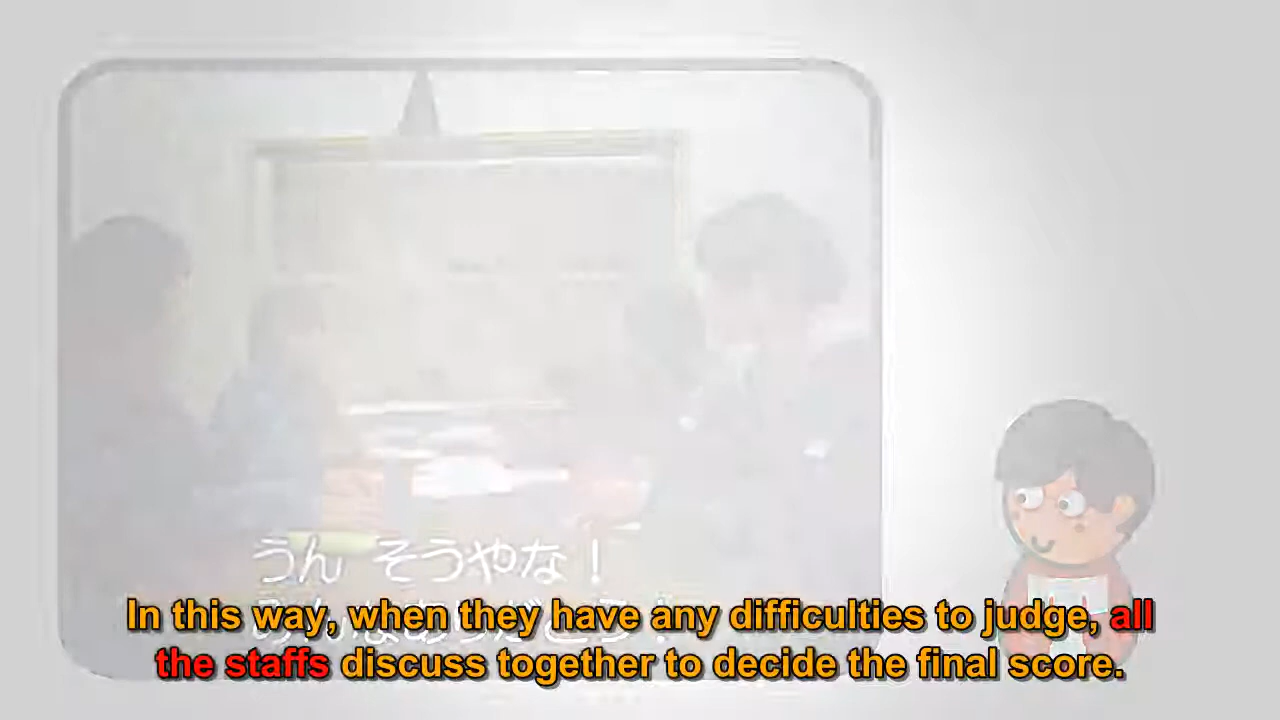 うん そうやな！
In this way, when they have any difficulties to judge, all
the staffs discuss together to decide the final score.